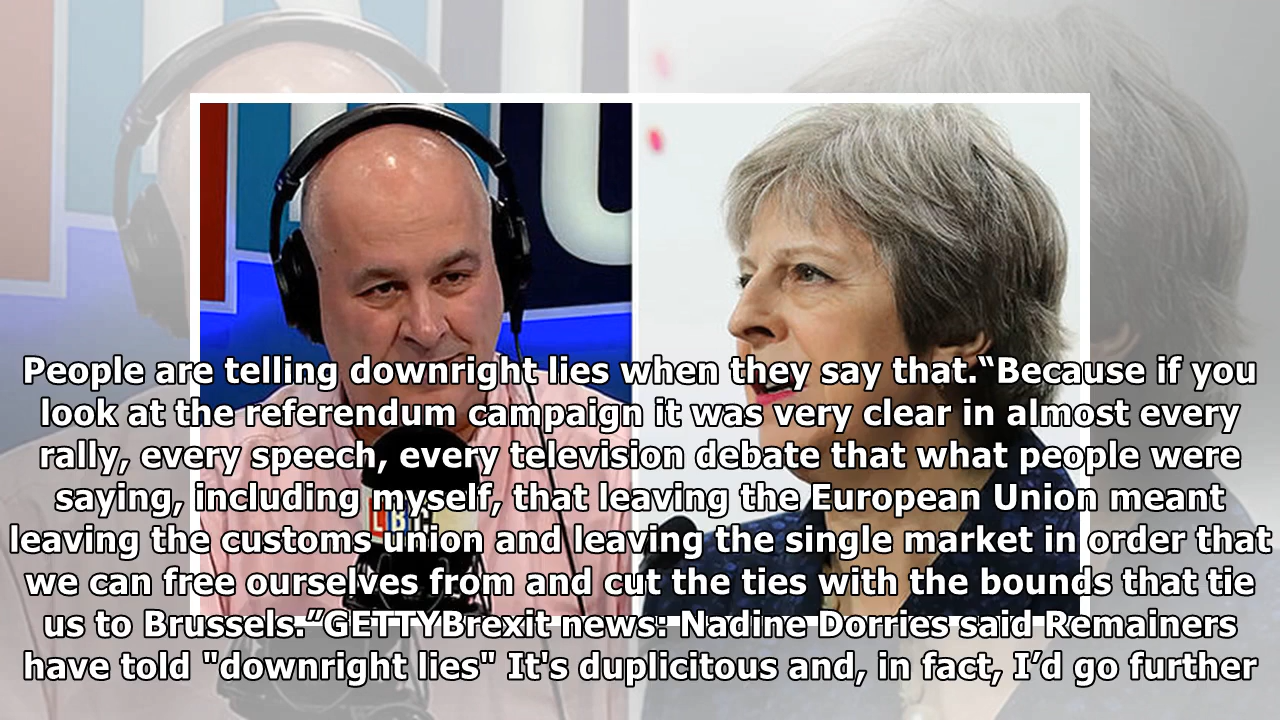 People are telling downright lies when they say that.“Because if you
look at the referendum campaign it was very clear in almost every
rally, every speech, every television debate that what people were
saying, including myself, that leaving the European Union meant
leaving the customs union and leaving the single market in order that
we can free ourselves from and cut the ties with the bounds that tie
us to Brussels.”GETTYBrexit news: Nadine Dorries said Remainers
have told "downright lies" It's duplicitous and, in fact, I’d go further